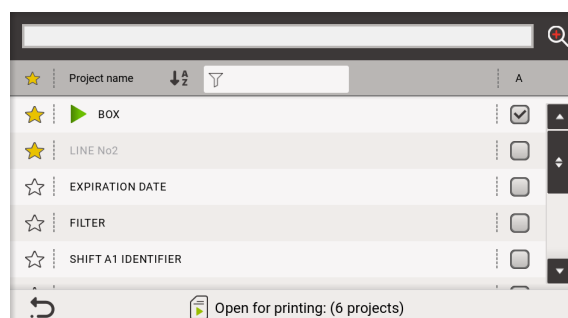 Project name A Z A
BOX
LINE No2
EXPIRATION DATE
FILTER
SHIFT A1 IDENTIFIER
Open for printing: (6 projects)